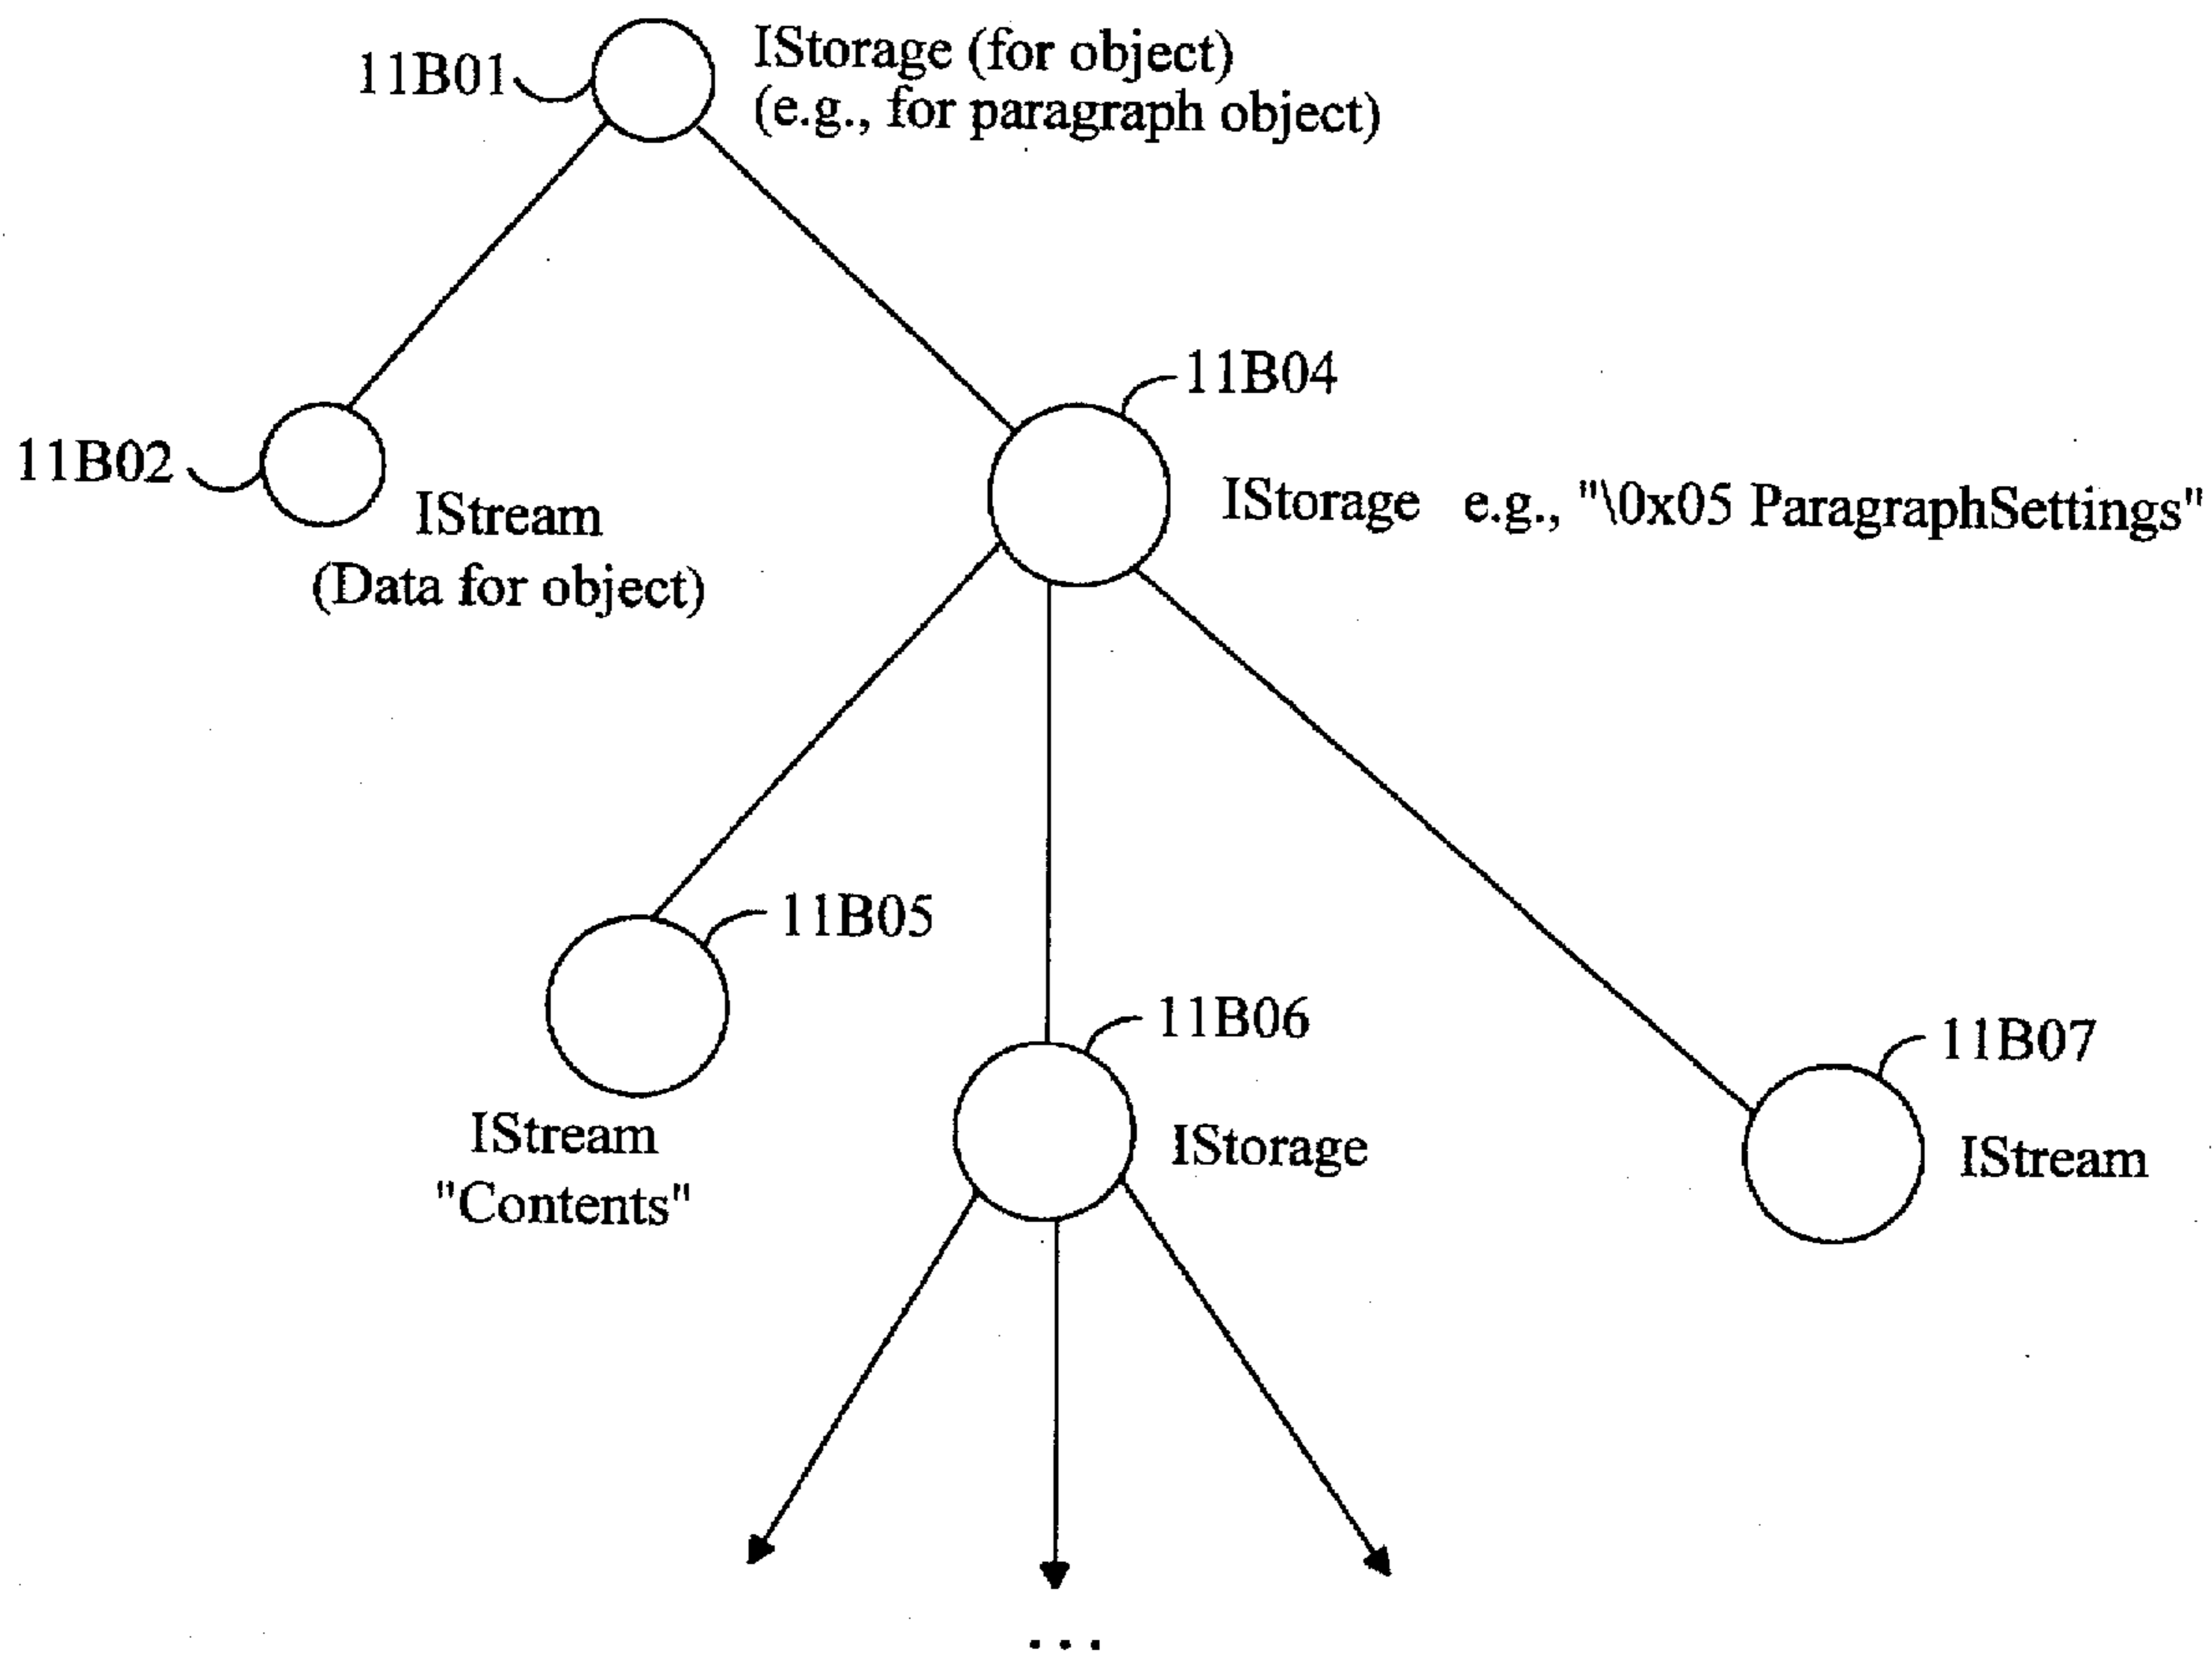 11B01
IStorage (for object)
(e.g., for paragraph object)
11B04
11B02
IStream
(Data for object)
IStorage e.g., "\0x05 ParagraphSettings"
11B05
IStream
"Contents"
11B06
IStorage
11B07
IStream
...